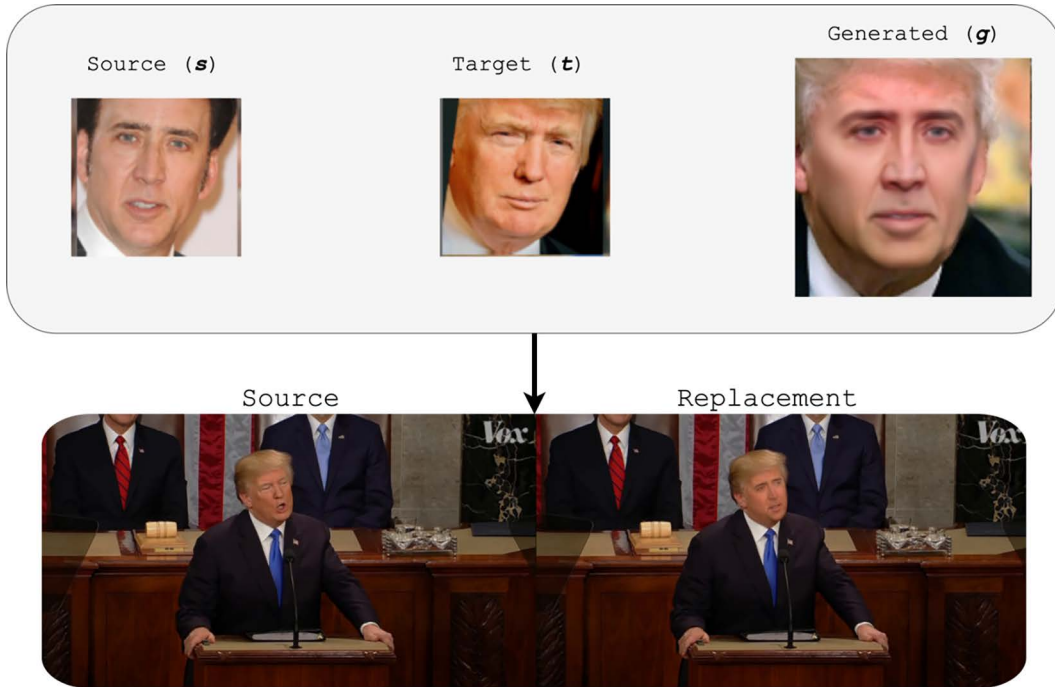 Source (s)
Target (t)
Generated (g)
Source
Replacement
Vox
Vox